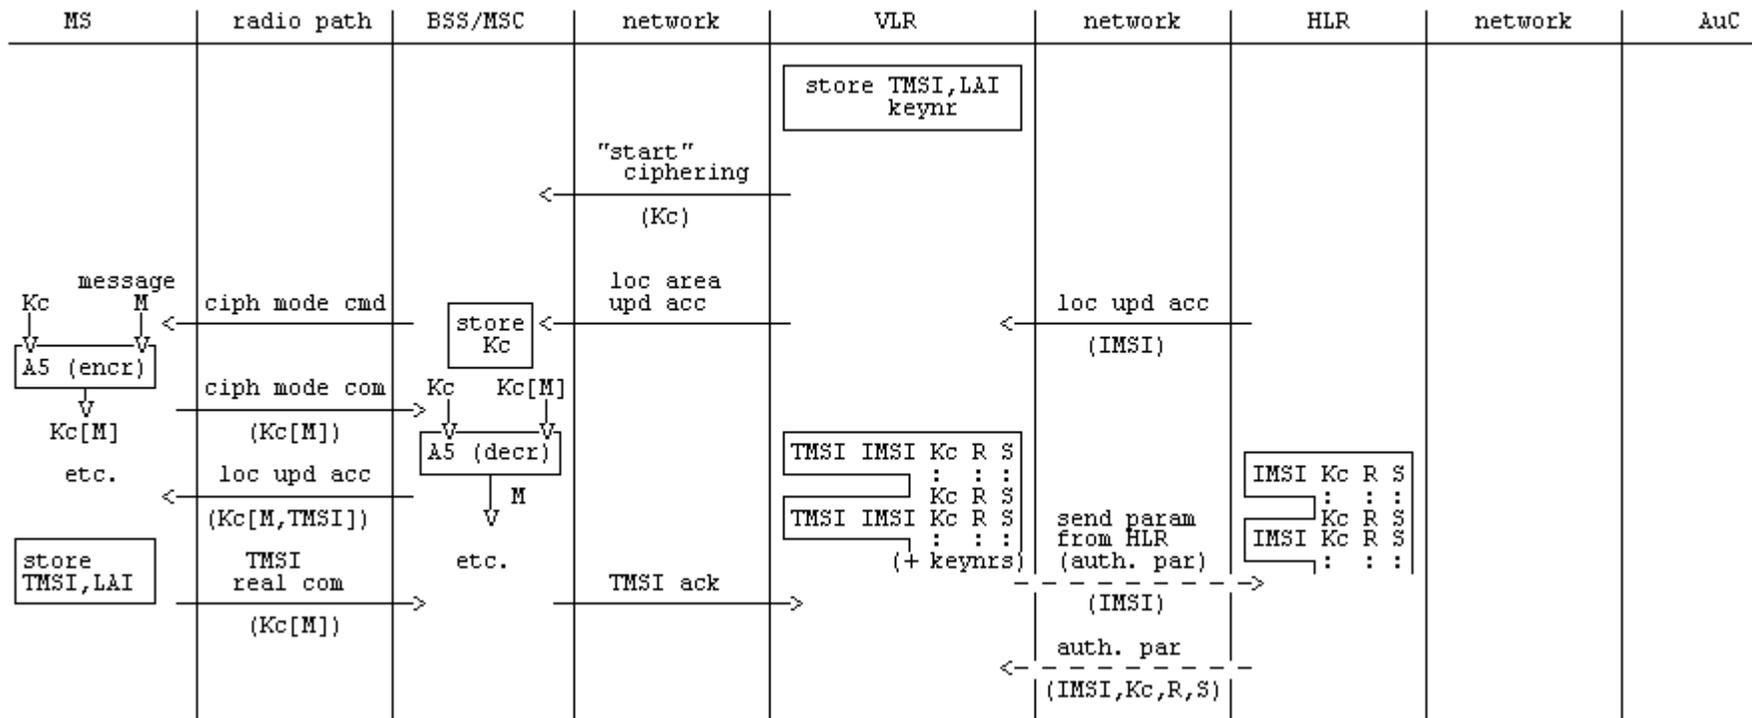 MS radio path BSS/MSC network VLR network HLR network AuC
store TMSI,LAI
keynr
"start"
ciphering
(Kc)
message
loc area
Kc M ciph mode cmd upd acc loc upd acc
store
Kc
(IMSI)
A5 (encr)
ciph mode com Kc Kc[M]
Kc[M] (Kc[M])
A5 (decr) TMSI IMSI Kc R S
etc. loc upd acc : : : IMSI Kc R S
M Kc R S : : :
(Kc[M,TMSI]) TMSI IMSI Kc R S send param Kc R S
: : : from HLR IMSI Kc R S
store TMSI etc. (+ keynrs) (auth. par) : : :
TMSI,LAI real com TMSI ack
(IMSI)
(Kc[M])
auth. par
(IMSI,Kc,R,S)